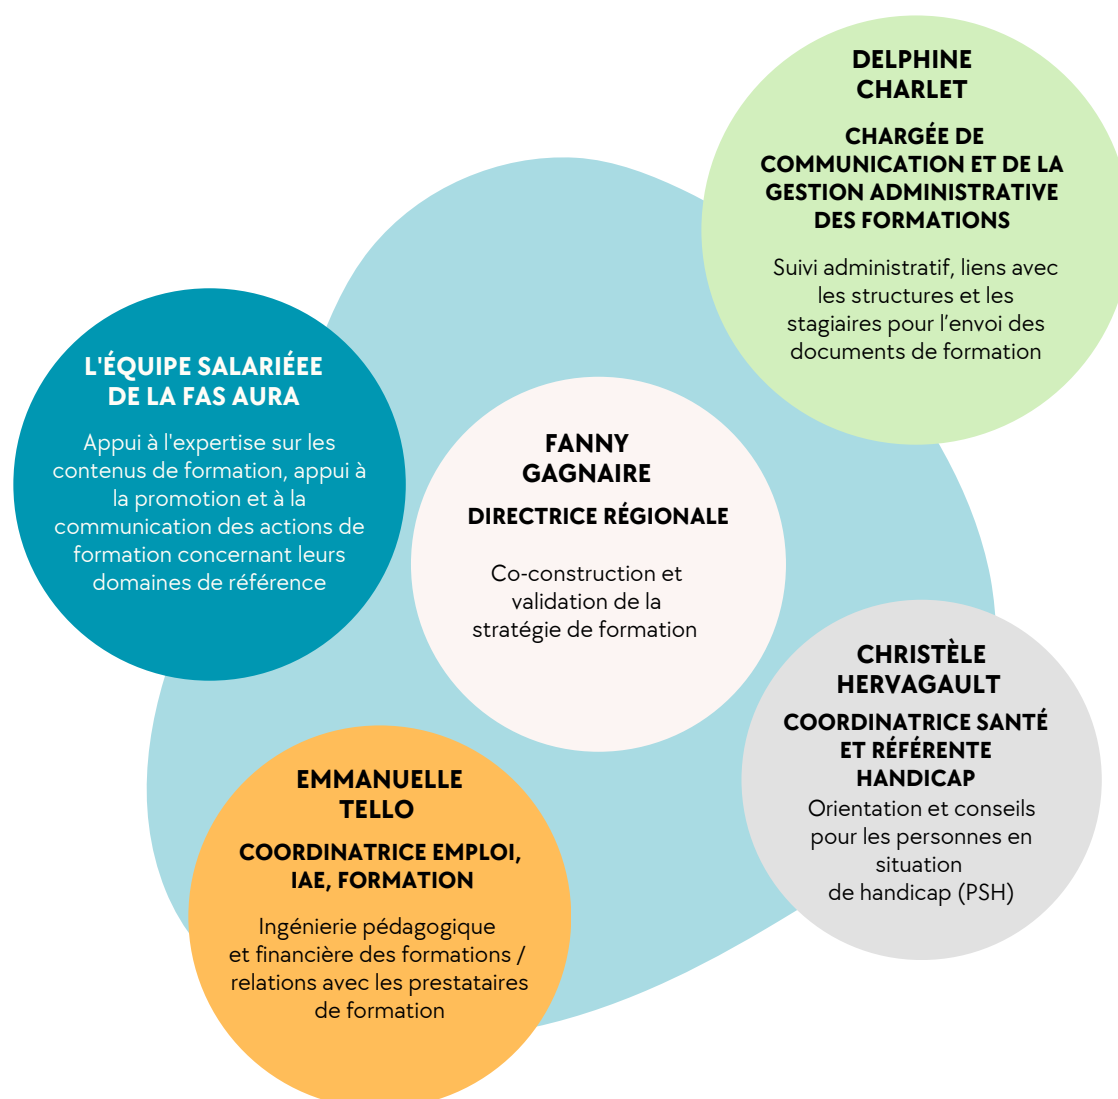 DELPHINE
CHARLET
CHARGÉE DE
COMMUNICATION ET DE LA
GESTION ADMINISTRATIVE
DES FORMATIONS
Suivi administratif, liens avec
les structures et les
stagiaires pour l’envoi des
documents de formation
L'ÉQUIPE SALARIÉEE
DE LA FAS AURA
Appui à l'expertise sur les
contenus de formation, appui à
la promotion et à la
communication des actions de
formation concernant leurs
domaines de référence
FANNY
GAGNAIRE
DIRECTRICE RÉGIONALE
Co-construction et
validation de la
stratégie de formation
CHRISTÈLE
HERVAGAULT
COORDINATRICE SANTÉ
ET RÉFÉRENTE
HANDICAP
Orientation et conseils
pour les personnes en
situation
de handicap (PSH)
EMMANUELLE
TELLO
COORDINATRICE EMPLOI,
IAE, FORMATION
Ingénierie pédagogique
et financière des formations /
relations avec les prestataires
de formation